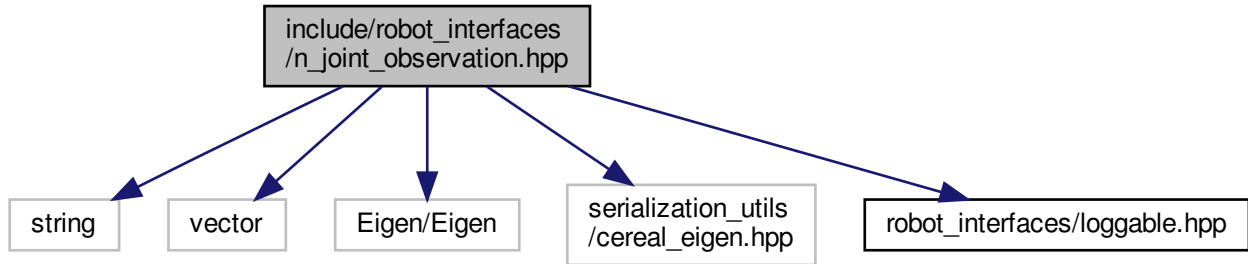 include/robot_interfaces
/n_joint_observation.hpp
string
vector
Eigen/Eigen
serialization_utils
/cereal_eigen.hpp
robot_interfaces/loggable.hpp